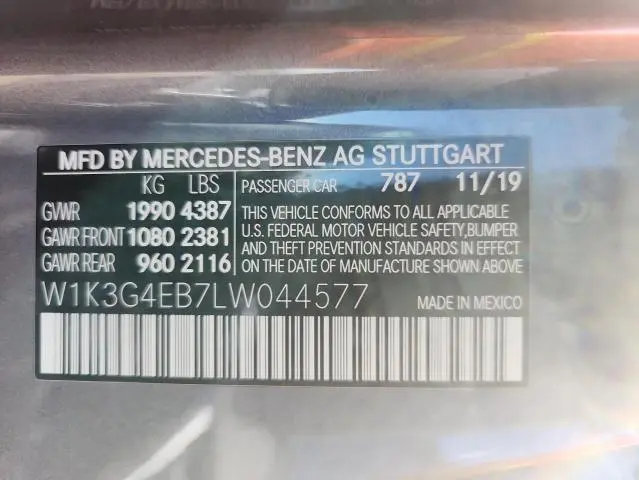 MFD BY MERCEDES-BENZ AG STUTTGART
KG LBS PASSENGER CAR 787 11/19
GVWR 1990 4387 THIS VEHICLE CONFORMS TO ALL APPLICABLE
GAWR FRONT 1080 2381 U.S. FEDERAL MOTOR VEHICLE SAFETY,BUMPER
AND THEFT PREVENTION STANDARDS IN EFFECT
GAWR REAR 960 2116 ON THE DATE OF MANUFACTURE SHOWN ABOVE
W1K3G4EB7LW044577 MADE IN MEXICO